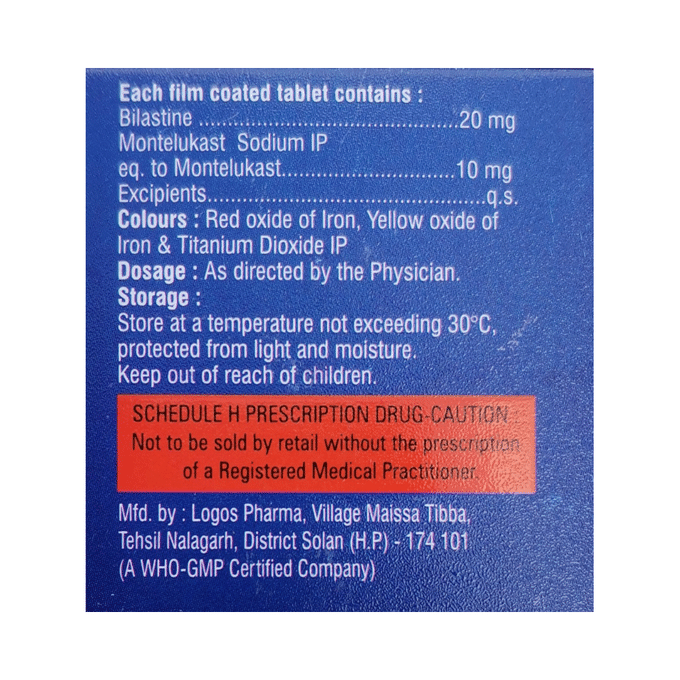 Each film coated tablet contains :
Bilastine ..........................................20 mg
Montelukast Sodium IP
eq. to Montelukast............................10 mg
Excipients.............................................q.s.
Colours : Red oxide of Iron, Yellow oxide of
Iron & Titanium Dioxide IP
Dosage : As directed by the Physician.
Storage :
Store at a temperature not exceeding 30°C,
protected from light and moisture.
Keep out of reach of children.
SCHEDULE H PRESCRIPTION DRUG-CAUTION :
Not to be sold by retail without the prescription
of a Registered Medical Practitioner.
Mfd. by : Logos Pharma, Village Maissa Tibba,
Tehsil Nalagarh, District Solan (H.P.) - 174 101
(A WHO-GMP Certified Company)